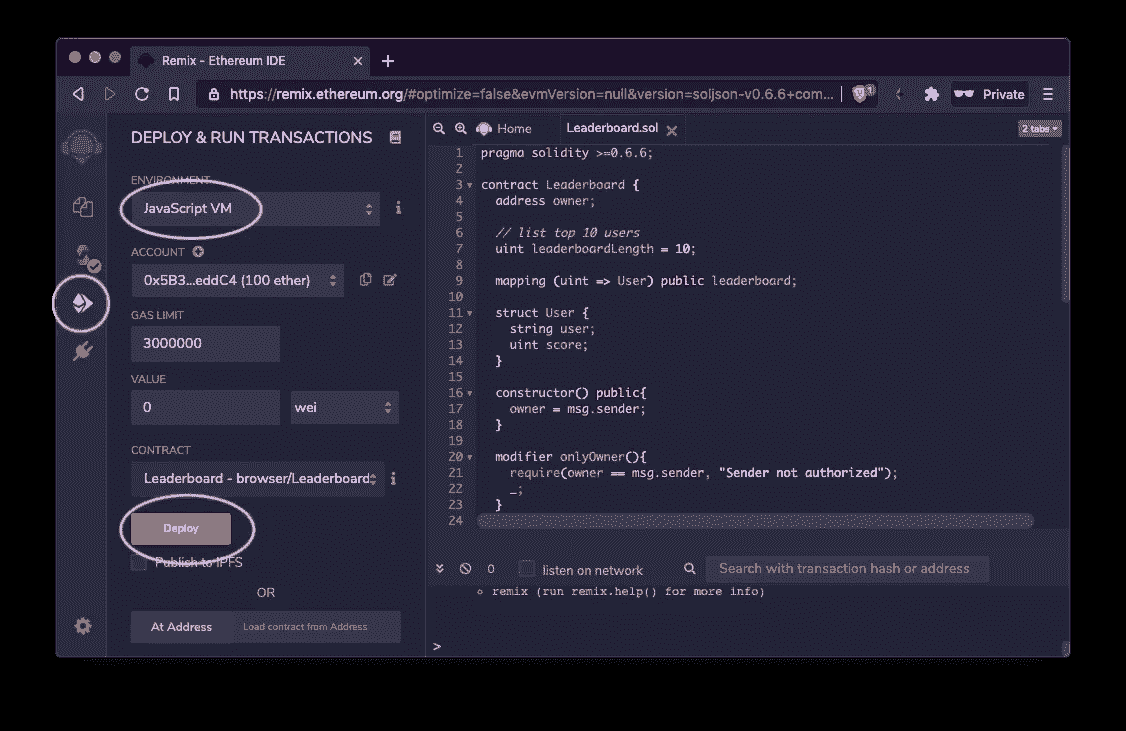 Remix - Ethereum IDE
https://remix.ethereum.org/#optimize=false&evmVersion=null&version=soljson-v0.6.6+com...
1
Private
DEPLOY & RUN TRANSACTIONS
ENVIRONMENT
JavaScript VM
ACCOUNT
0x5B3...eddC4 (100 ether)
GAS LIMIT
3000000
VALUE
0
wei
CONTRACT
Leaderboard - browser/Leaderboard
Deploy
Publish to IPFS
OR
At Address
Load contract from Address
Home
Leaderboard.sol
2 tabs
1 pragma solidity >=0.6.6;
2
3 contract Leaderboard {
4 address owner;
5
6 // list top 10 users
7 uint leaderboardLength = 10;
8
9 mapping (uint => User) public leaderboard;
10
11 struct User {
12 string user;
13 uint score;
14 }
15
16 constructor() public{
17 owner = msg.sender;
18 }
19
20 modifier onlyOwner(){
21 require(owner == msg.sender, "Sender not authorized");
22 _;
23 }
24
0
listen on network
Search with transaction hash or address
remix (run remix.help() for more info)
>